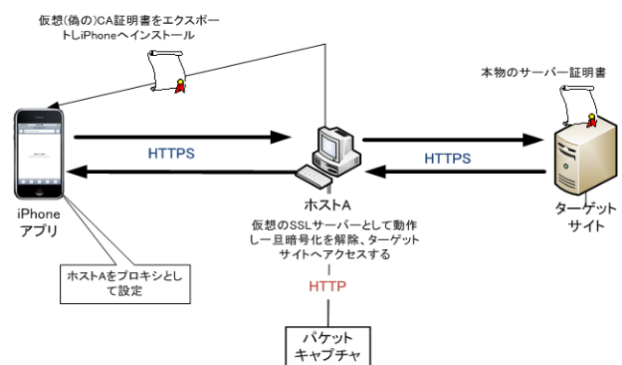 仮想(偽の)CA証明書をエクスポー
トしiPhoneへインストール
本物のサーバー証明書
HTTPS
HTTPS
iPhone
アプリ
ホストA
ターゲット
サイト
仮想のSSLサーバーとして動作
し一旦暗号化を解除、ターゲット
サイトへアクセスする
ホストAをプロキシとし
て設定
HTTP
パケット
キャプチャ